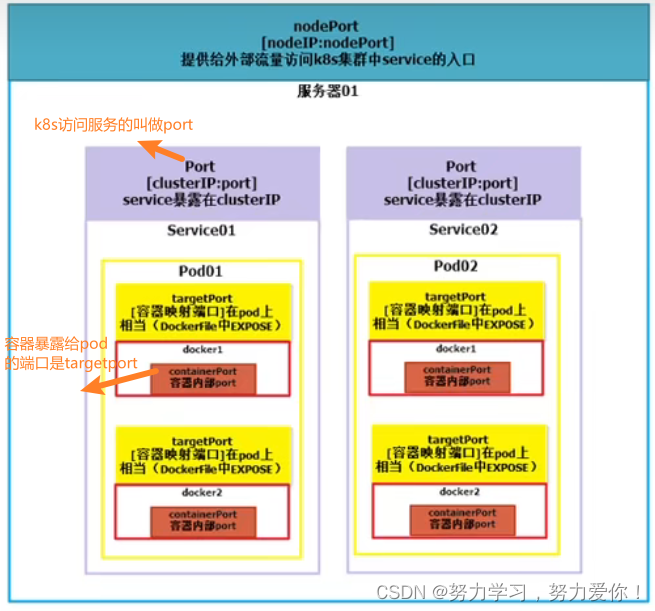 nodePort
[nodeIP:nodePort]
提供给外部流量访问k8s集群中service的入口
服务器01
k8s访问服务的叫做port
Port
[clusterIP:port]
service暴露在clusterIP
Service01
Pod01
targetPort
[容器映射端口]在pod上
相当（DockerFile中EXPOSE）
docker1
containerPort
容器内部port
容器暴露给pod
的端口是targetport
targetPort
[容器映射端口]在pod上
相当（DockerFile中EXPOSE）
docker2
containerPort
容器内部port
Port
[clusterIP:port]
service暴露在clusterIP
Service02
Pod02
targetPort
[容器映射端口]在pod上
相当（DockerFile中EXPOSE）
docker1
containerPort
容器内部port
targetPort
[容器映射端口]在pod上
相当（DockerFile中EXPOSE）
docker2
containerPort
容器内部port
CSDN @努力学习，努力爱你！